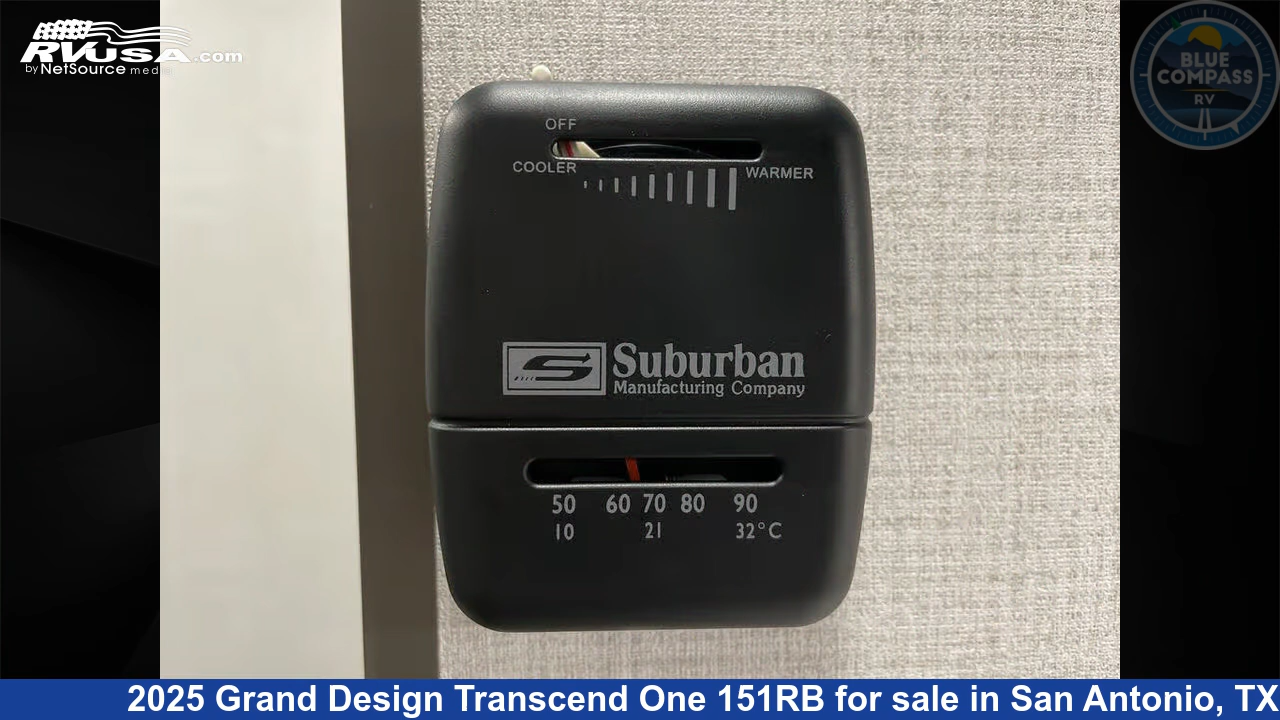 RVUSA.com
by NetSource media
BLUE
COMPASS
RV
OFF
COOLER
WARMER
Suburban
Manufacturing Company
50 60 70 80 90
10 21 32°C
2025 Grand Design Transcend One 151RB for sale in San Antonio, TX